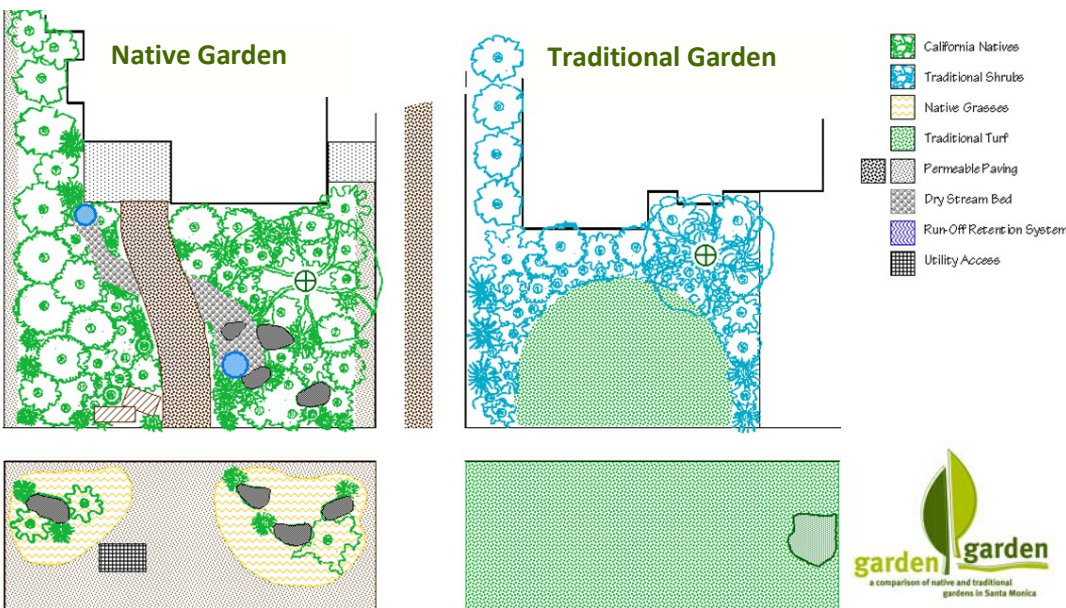 Native Garden
Traditional Garden
California Natives
Traditional Shrubs
Native Grasses
Traditional Turf
Permeable Paving
Dry Stream Bed
Run-Off Retention System
Utility Access
garden garden
a comparison of native and traditional
gardens in Santa Monica